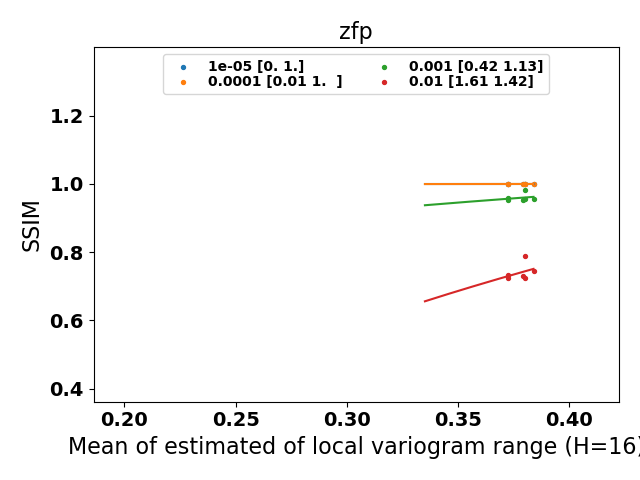 zfp
1e-05 [0. 1.]
0.0001 [0.01 1.  ]
0.001 [0.42 1.13]
0.01 [1.61 1.42]
SSIM
1.2
1.0
0.8
0.6
0.4
0.20 0.25 0.30 0.35 0.40
Mean of estimated of local variogram range (H=16)